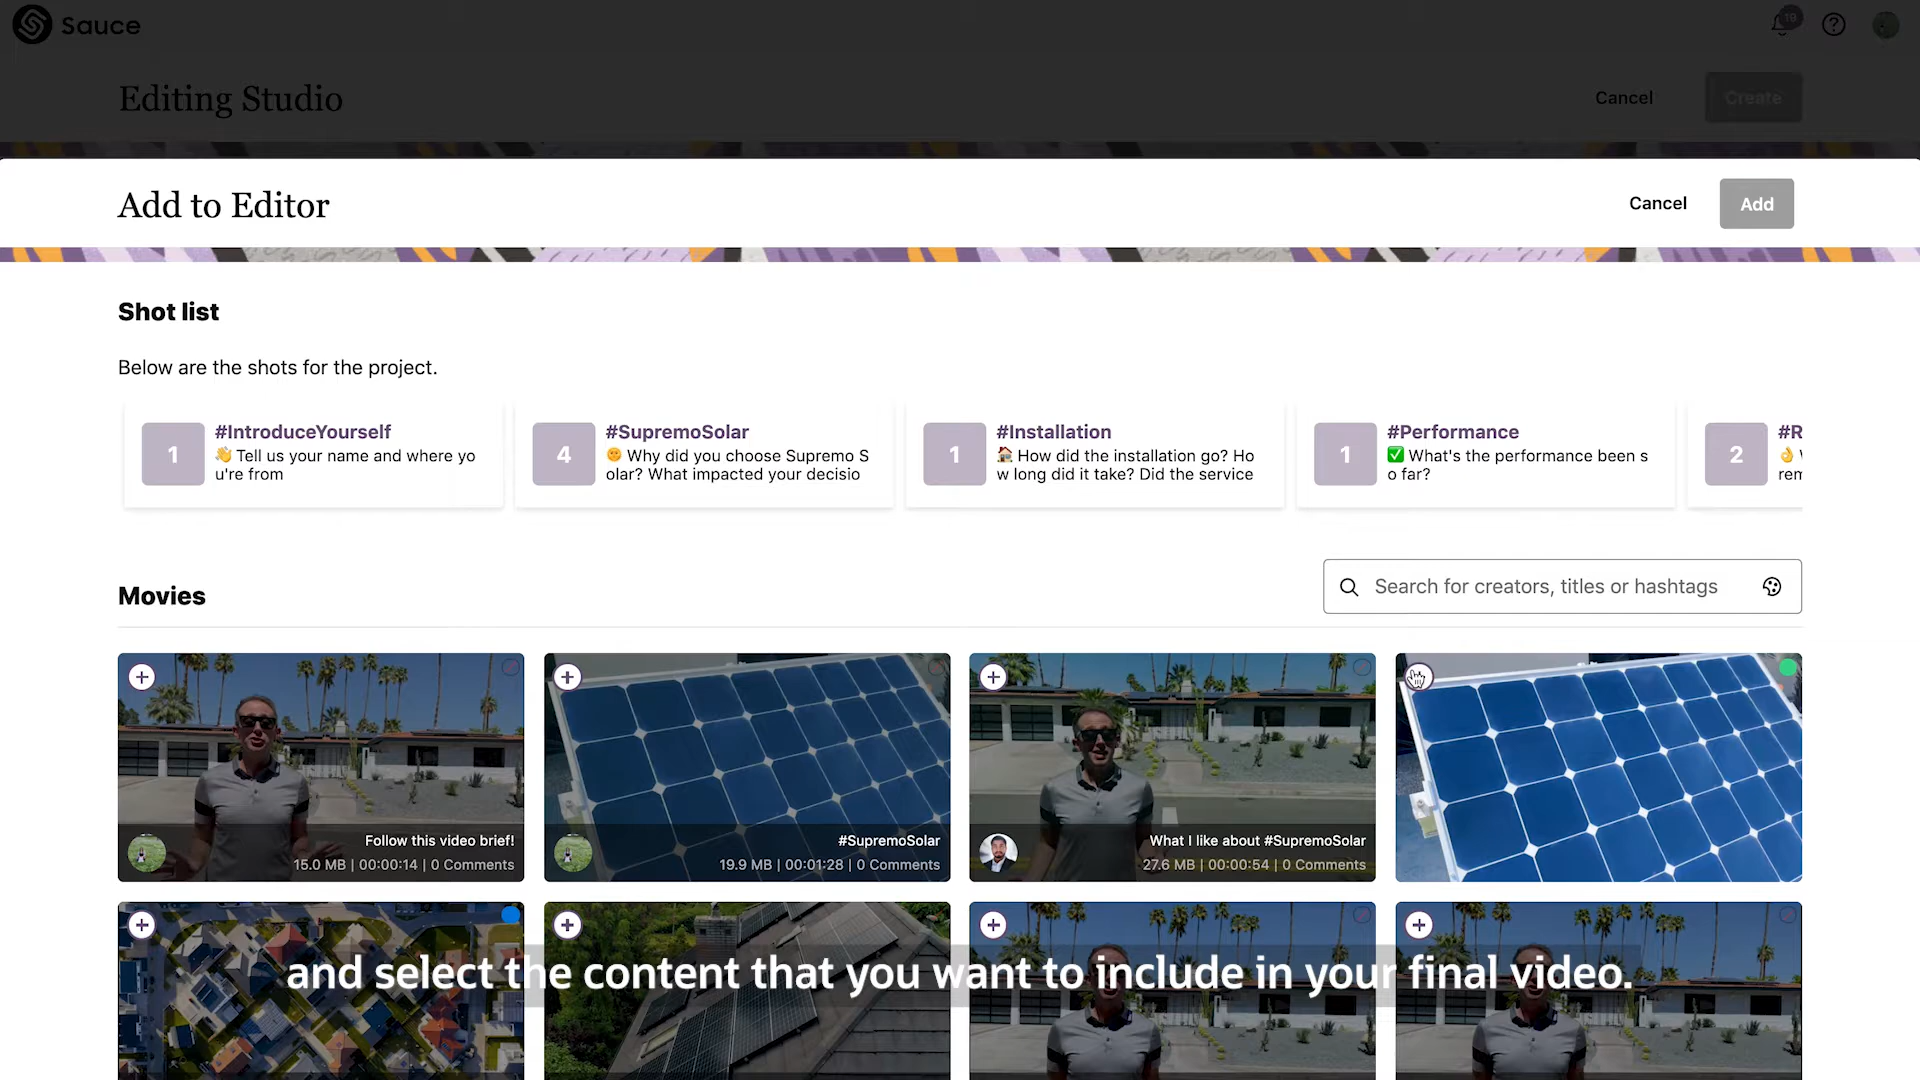 Sauce
19
Editing Studio
Cancel
Create
Add to Editor
Cancel
Add
Shot list
Below are the shots for the project.
1
#IntroduceYourself
👋 Tell us your name and where yo
u're from
4
#SupremoSolar
🌞 Why did you choose Supremo S
olar? What impacted your decisio
1
#Installation
🏠 How did the installation go? Ho
w long did it take? Did the service
1
#Performance
✅ What's the performance been s
o far?
2
#R
👌 W
rem
Movies
Search for creators, titles or hashtags
Follow this video brief!
15.0 MB | 00:00:14 | 0 Comments
#SupremoSolar
19.9 MB | 00:01:28 | 0 Comments
What I like about #SupremoSolar
27.6 MB | 00:00:54 | 0 Comments
and select the content that you want to include in your final video.